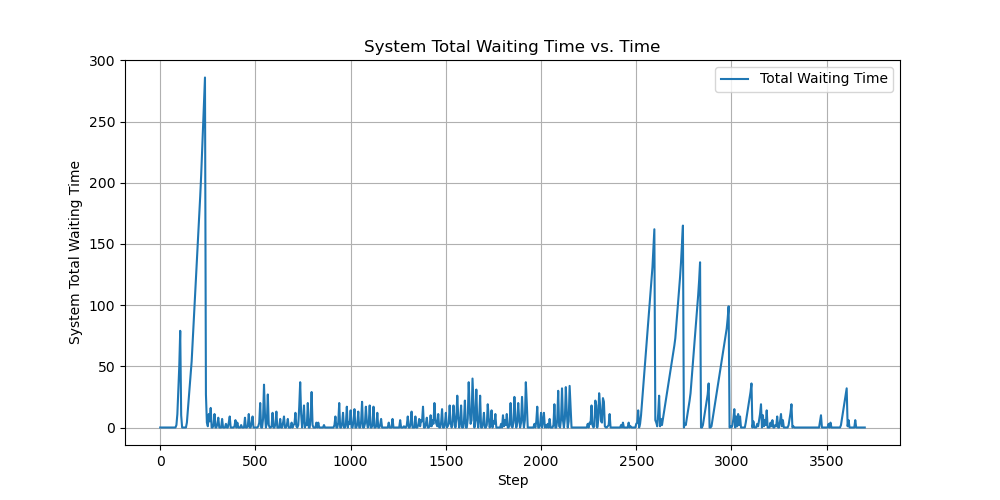 System Total Waiting Time vs. Time
Total Waiting Time
System Total Waiting Time
300
250
200
150
100
50
0
0 500 1000 1500 2000 2500 3000 3500
Step